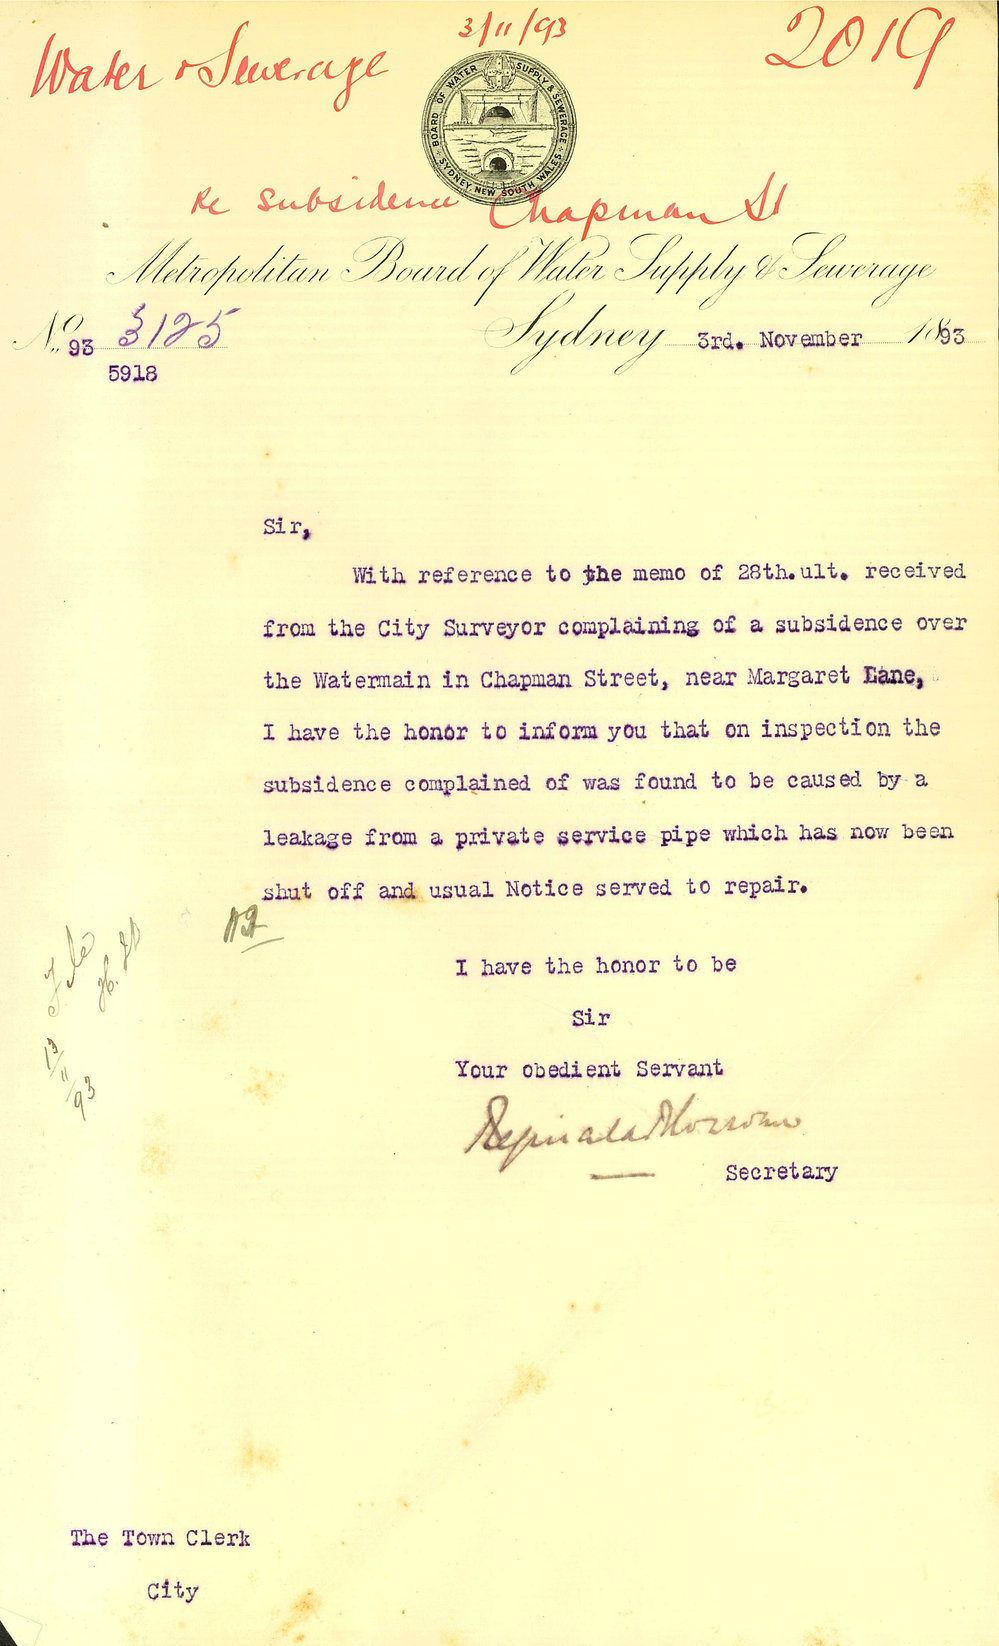 3/11/93
Water & Sewerage
2019
BOARD OF WATER SUPPLY & SEWERAGE
SYDNEY NEW SOUTH WALES
Re Subsidence Chapman St
Metropolitan Board of Water Supply & Sewerage
No. 93 3125
5918
Sydney 3rd. November 1893
Sir,
With reference to the memo of 28th.ult. received
from the City Surveyor complaining of a subsidence over
the Watermain in Chapman Street, near Margaret Lane,
I have the honor to inform you that on inspection the
subsidence complained of was found to be caused by a
leakage from a private service pipe which has now been
shut off and usual Notice served to repair.
File
13/11/93
I have the honor to be
Sir
Your obedient Servant
Secretary
The Town Clerk
City